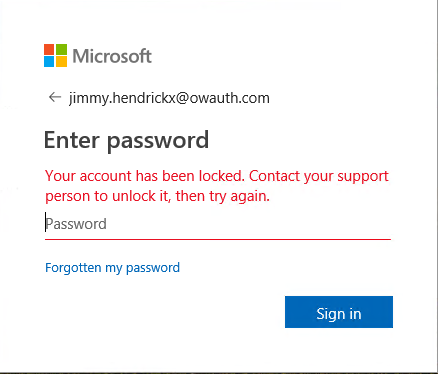 Microsoft
← jimmy.hendrickx@owauth.com
Enter password
Your account has been locked. Contact your support
person to unlock it, then try again.
Password
Forgotten my password
Sign in